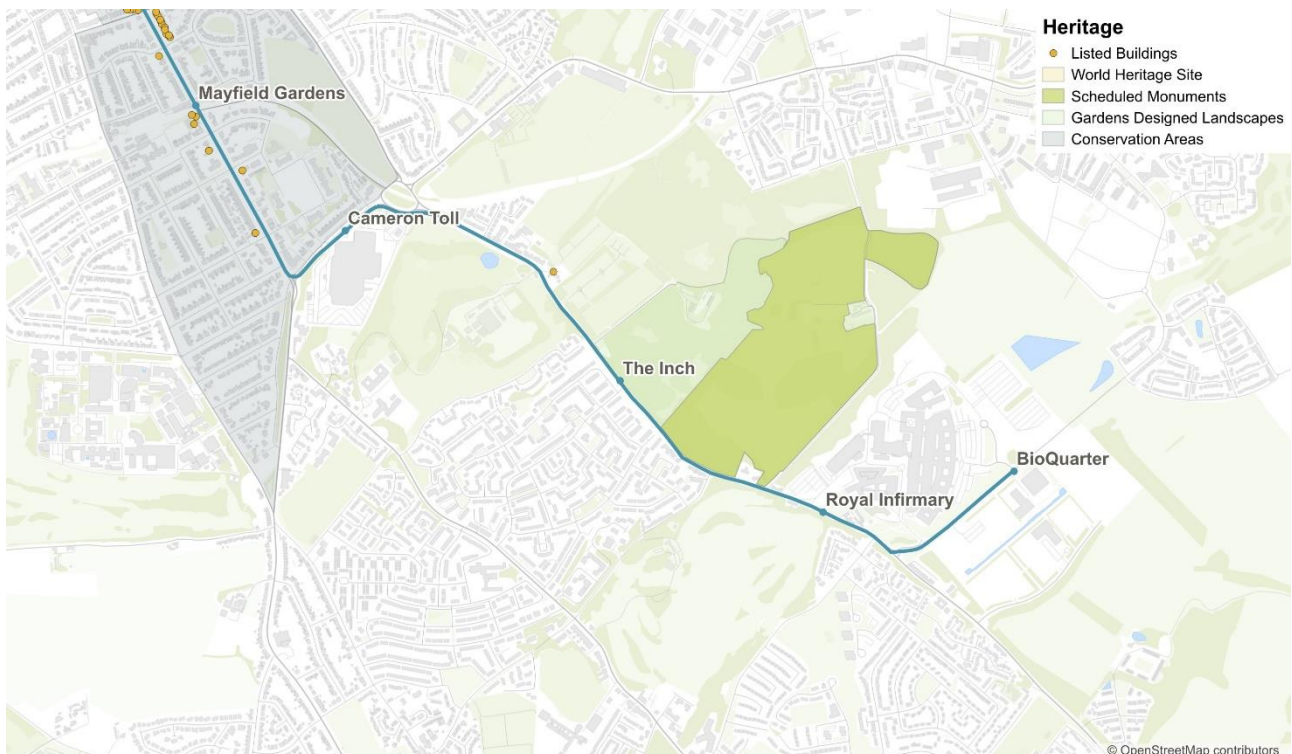 Heritage
Listed Buildings
World Heritage Site
Scheduled Monuments
Gardens Designed Landscapes
Conservation Areas
Mayfield Gardens
Cameron Toll
The Inch
BioQuarter
Royal Infirmary
© OpenStreetMap contributors